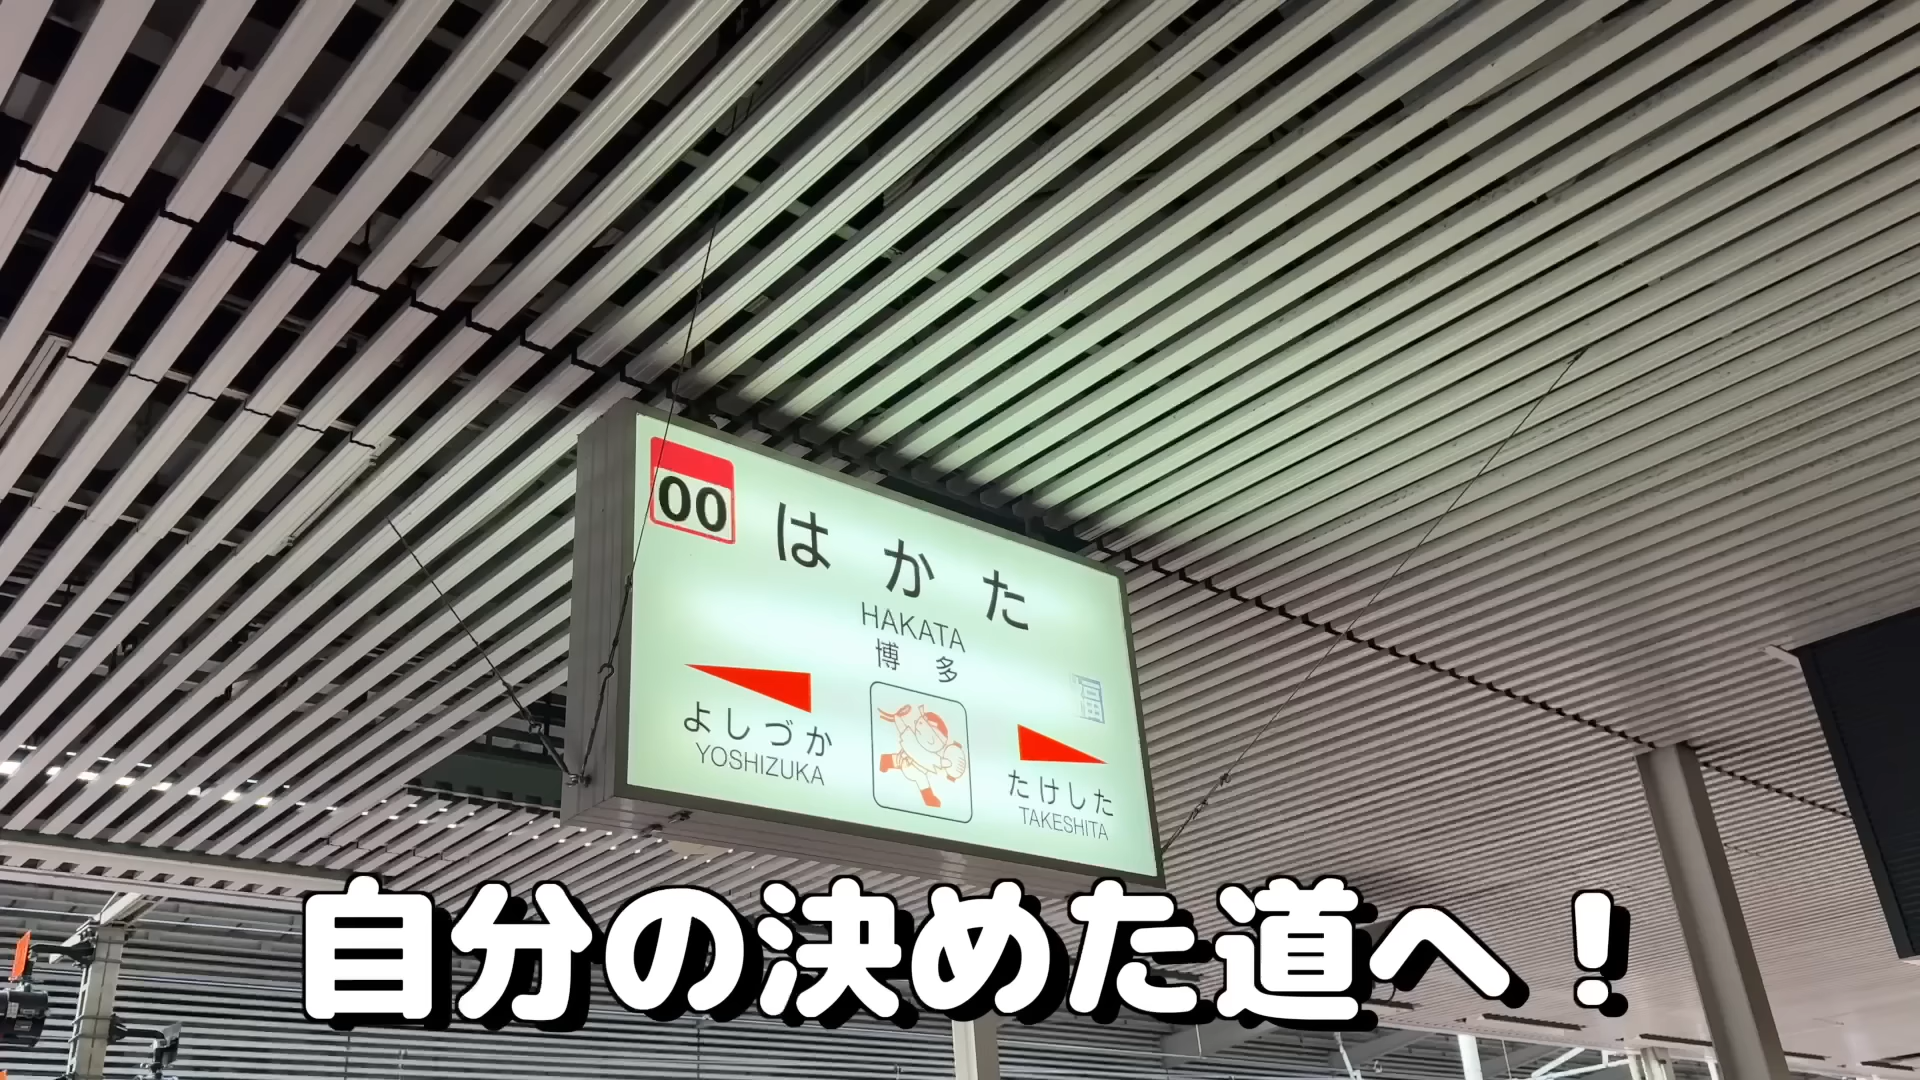 00
はかた
HAKATA
博多
福
よしづか
YOSHIZUKA
たけした
TAKESHITA
自分の決めた道へ！